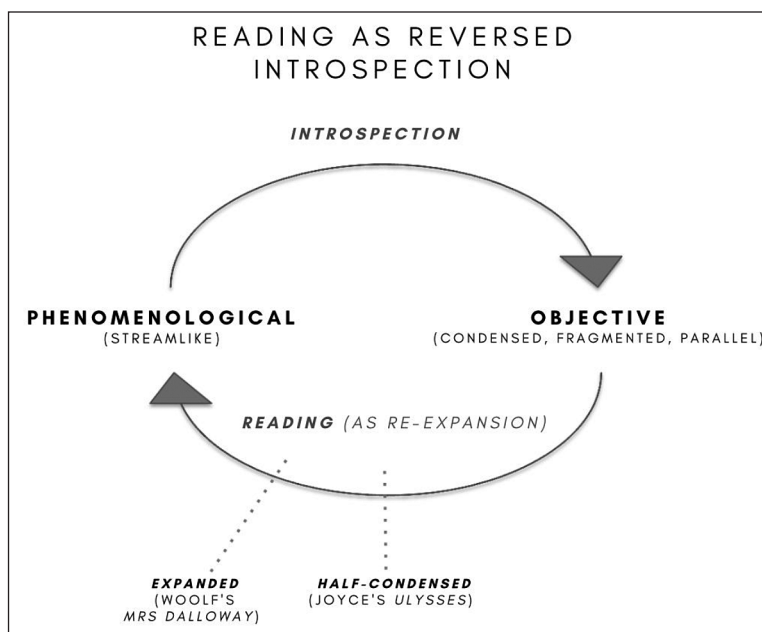 READING AS REVERSED
INTROSPECTION
INTROSPECTION
PHENOMENOLOGICAL
(STREAMLIKE)
OBJECTIVE
(CONDENSED, FRAGMENTED, PARALLEL)
READING (AS RE-EXPANSION)
EXPANDED
(WOOLF'S
MRS DALLOWAY)
HALF-CONDENSED
(JOYCE'S ULYSSES)